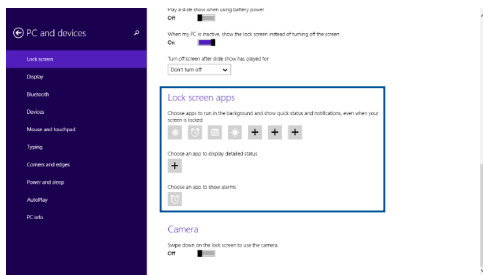 Play a slide show when using battery power
Off
PC and devices
When my PC is inactive, show the lock screen instead of turning off the screen
On
Lock screen
Turn off screen after slide show has played for
Don't turn off
Display
Bluetooth
Lock screen apps
Devices
Choose apps to run in the background and show quick status and notifications, even when your
screen is locked
Mouse and touchpad
Typing
Corners and edges
Choose an app to display detailed status
Power and sleep
Choose an app to show alarms
AutoPlay
PC info
Camera
Swipe down on the lock screen to use the camera
Off